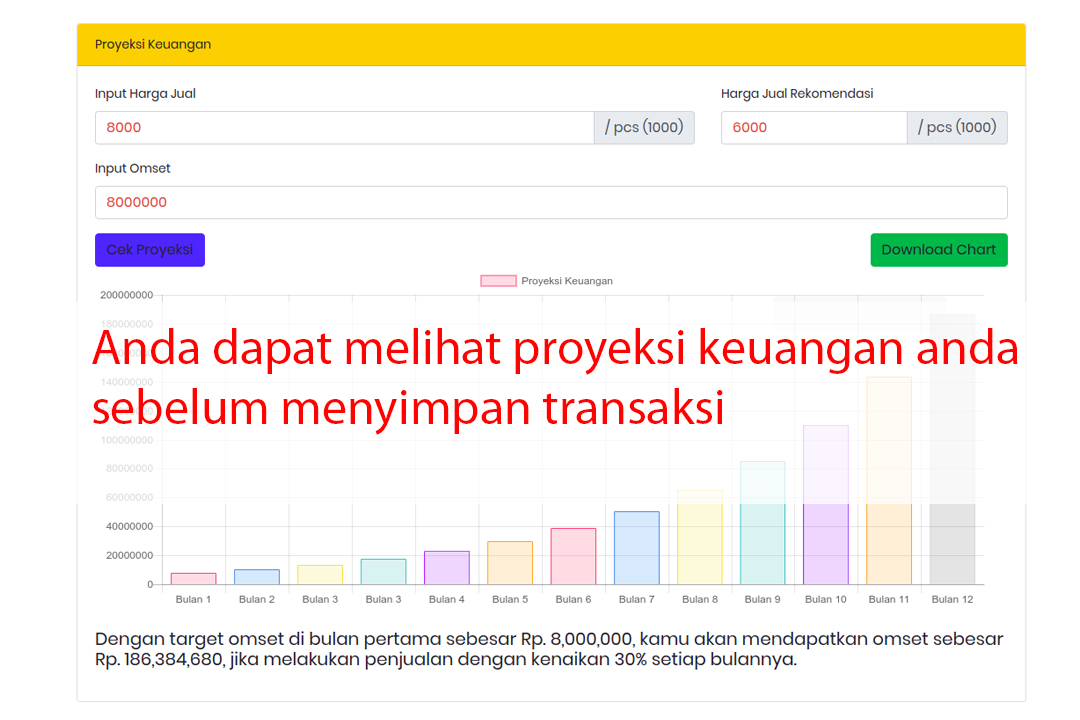 Proyeksi Keuangan
Input Harga Jual
Harga Jual Rekomendasi
8000
/ pcs (1000)
6000
/ pcs (1000)
Input Omset
8000000
Cek Proyeksi
Download Chart
Proyeksi Keuangan
200000000
180000000
Anda dapat melihat proyeksi keuangan anda
140000000
sebelum menyimpan transaksi
100000000
80000000
60000000
40000000
20000000
0
Bulan 1 Bulan 2 Bulan 3 Bulan 3 Bulan 4 Bulan 5 Bulan 6 Bulan 7 Bulan 8 Bulan 9 Bulan 10 Bulan 11 Bulan 12
Dengan target omset di bulan pertama sebesar Rp. 8,000,000, kamu akan mendapatkan omset sebesar
Rp. 186,384,680, jika melakukan penjualan dengan kenaikan 30% setiap bulannya.